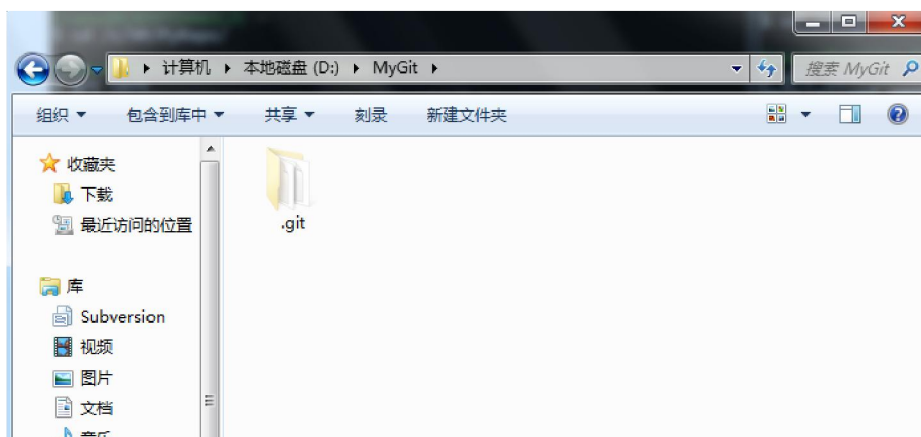 计算机 本地磁盘 (D:) MyGit 搜索 MyGit
组织 包含到库中 共享 刻录 新建文件夹
收藏夹
下载
最近访问的位置
.git
库
Subversion
视频
图片
文档